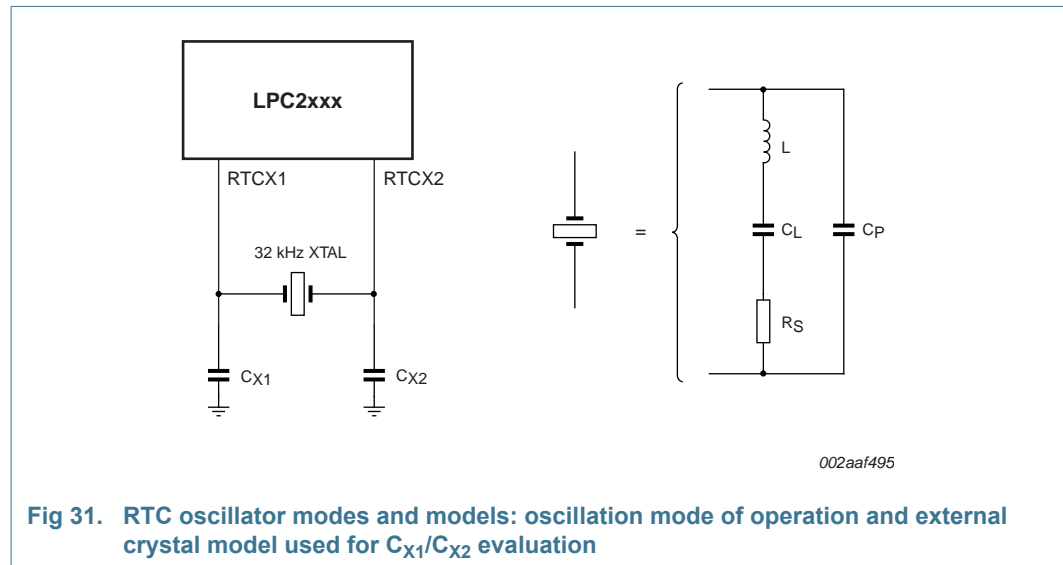 LPC2xxx
RTCX1
RTCX2
32 kHz XTAL
CX1
CX2
=
L
CL
CP
RS
002aaf495
Fig 31. RTC oscillator modes and models: oscillation mode of operation and external
crystal model used for CX1/CX2 evaluation